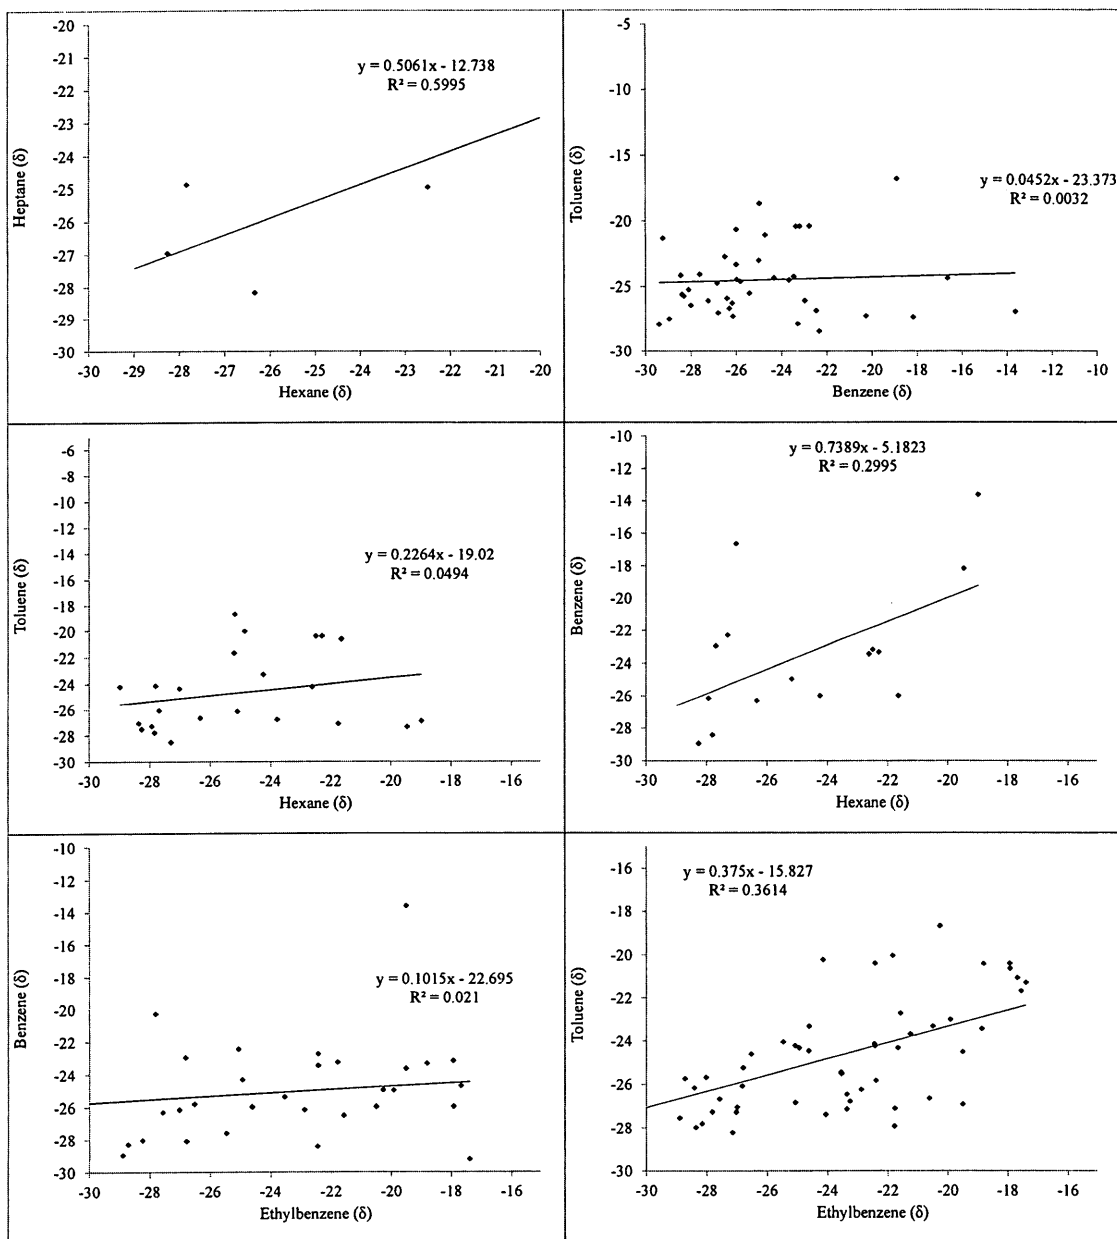 -20
-21
-22
-23
-24
-25
-26
-27
-28
-29
-30
Heptane (δ)
y = 0.5061x - 12.738
R² = 0.5995
-30 -29 -28 -27 -26 -25 -24 -23 -22 -21 -20
Hexane (δ)
-5
-10
-15
-20
-25
-30
Toluene (δ)
y = 0.0452x - 23.373
R² = 0.0032
-30 -28 -26 -24 -22 -20 -18 -16 -14 -12 -10
Benzene (δ)
-6
-8
-10
-12
-14
-16
-18
-20
-22
-24
-26
-28
-30
Toluene (δ)
y = 0.2264x - 19.02
R² = 0.0494
-30 -28 -26 -24 -22 -20 -18 -16
Hexane (δ)
-10
-12
-14
-16
-18
-20
-22
-24
-26
-28
-30
Benzene (δ)
y = 0.7389x - 5.1823
R² = 0.2995
-30 -28 -26 -24 -22 -20 -18 -16
Hexane (δ)
-10
-12
-14
-16
-18
-20
-22
-24
-26
-28
-30
Benzene (δ)
y = 0.1015x - 22.695
R² = 0.021
-30 -28 -26 -24 -22 -20 -18 -16
Ethylbenzene (δ)
-16
-18
-20
-22
-24
-26
-28
-30
Toluene (δ)
y = 0.375x - 15.827
R² = 0.3614
-30 -28 -26 -24 -22 -20 -18 -16
Ethylbenzene (δ)